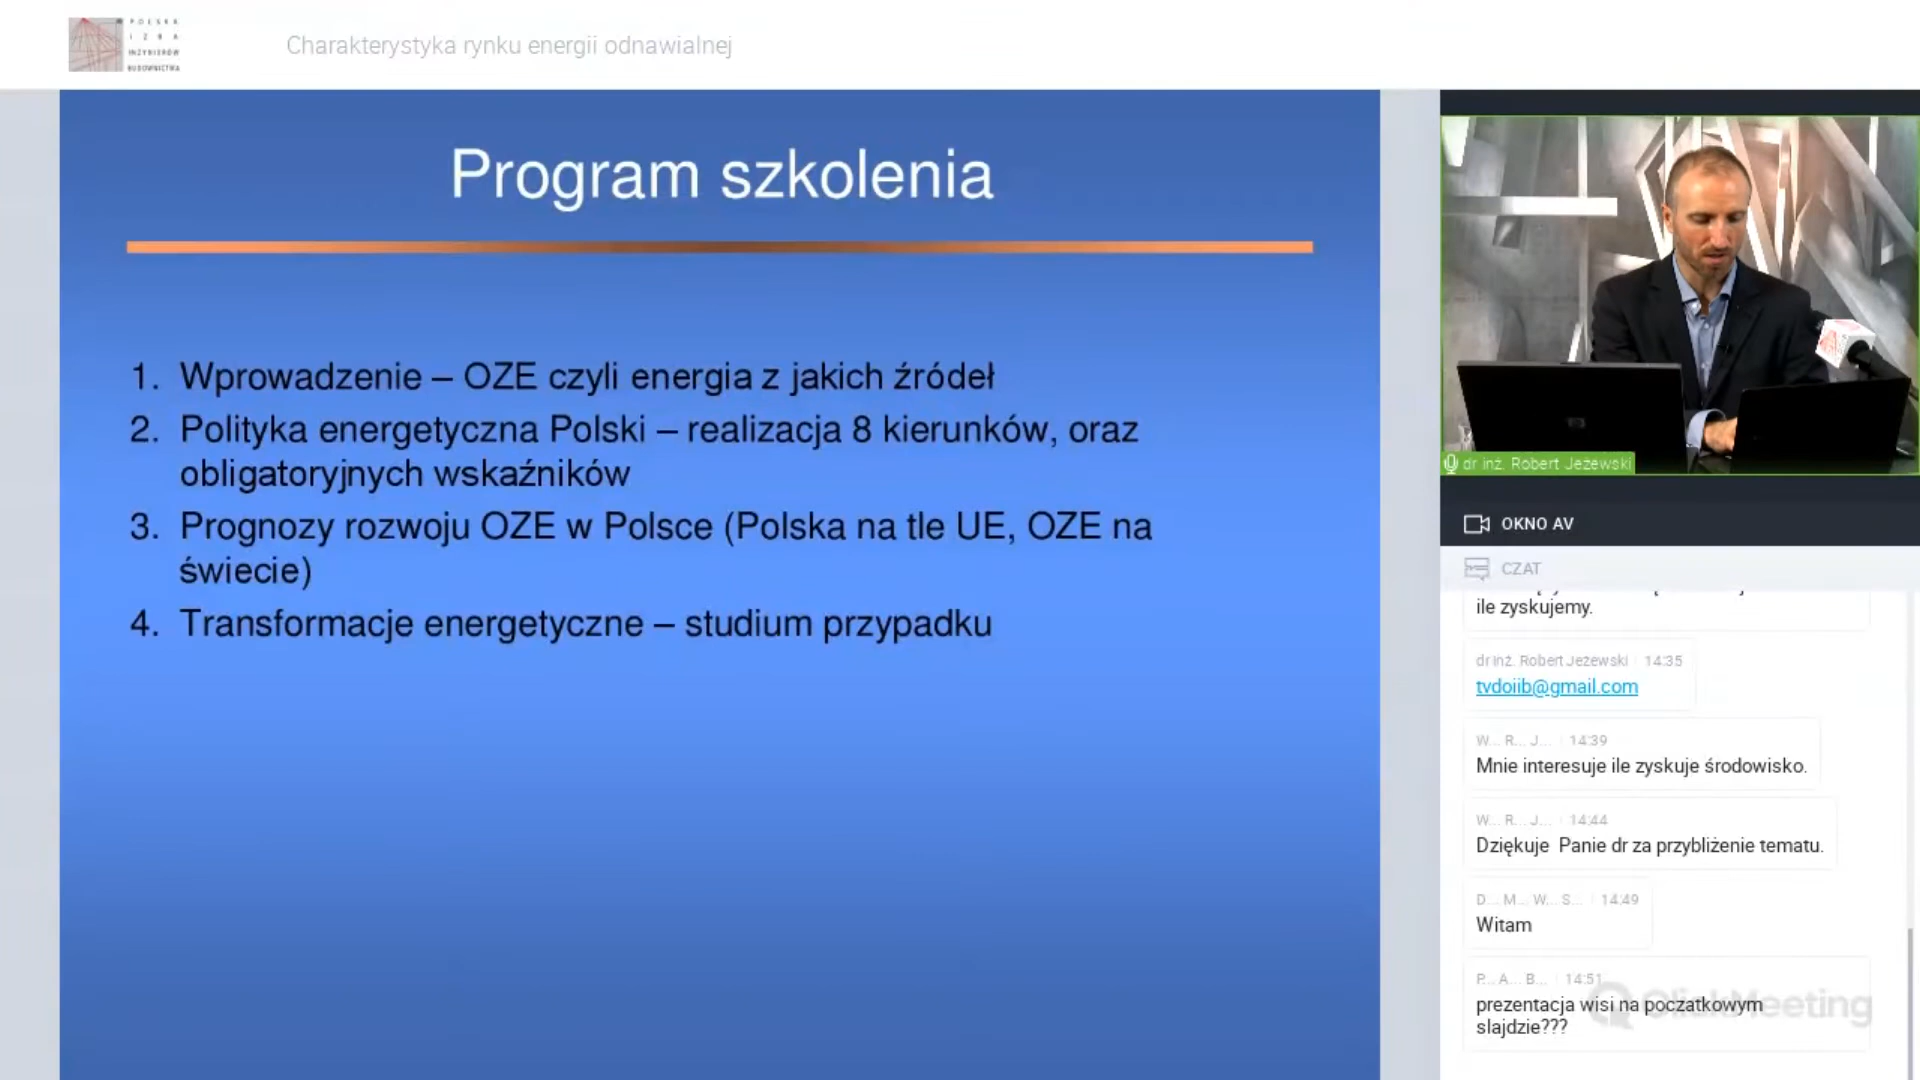 POLSKA
IZBA
INŻYNIERÓW
BUDOWNICTWA
Charakterystyka rynku energii odnawialnej
Program szkolenia
1. Wprowadzenie – OZE czyli energia z jakich źródeł
2. Polityka energetyczna Polski – realizacja 8 kierunków, oraz
obligatoryjnych wskaźników
3. Prognozy rozwoju OZE w Polsce (Polska na tle UE, OZE na
świecie)
4. Transformacje energetyczne – studium przypadku
dr inż. Robert Jeżewski
OKNO AV
CZAT
ile zyskujemy.
dr inż. Robert Jeżewski 14:35
tvdoiib@gmail.com
W... R... J... 14:39
Mnie interesuje ile zyskuje środowisko.
W... R... J... 14:44
Dziękuje Panie dr za przybliżenie tematu.
D... M... W... S... 14:49
Witam
P... A... B... 14:51
prezentacja wisi na poczatkowym
slajdzie???
ClickMeeting